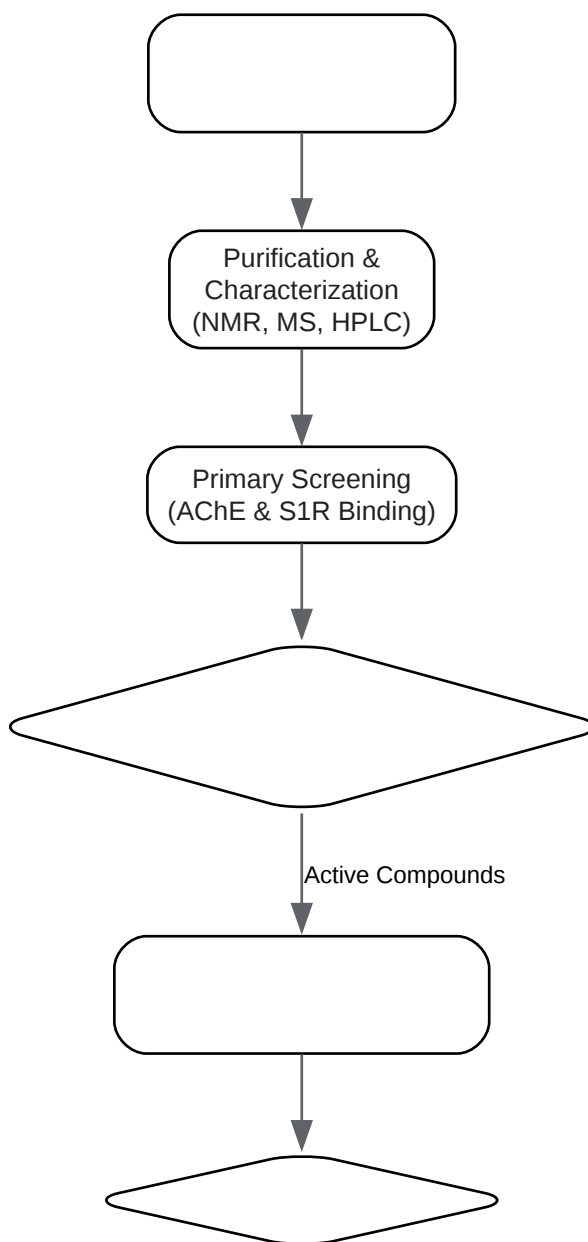 Purification &
Characterization
(NMR, MS, HPLC)
Primary Screening
(AChE & S1R Binding)
Active Compounds